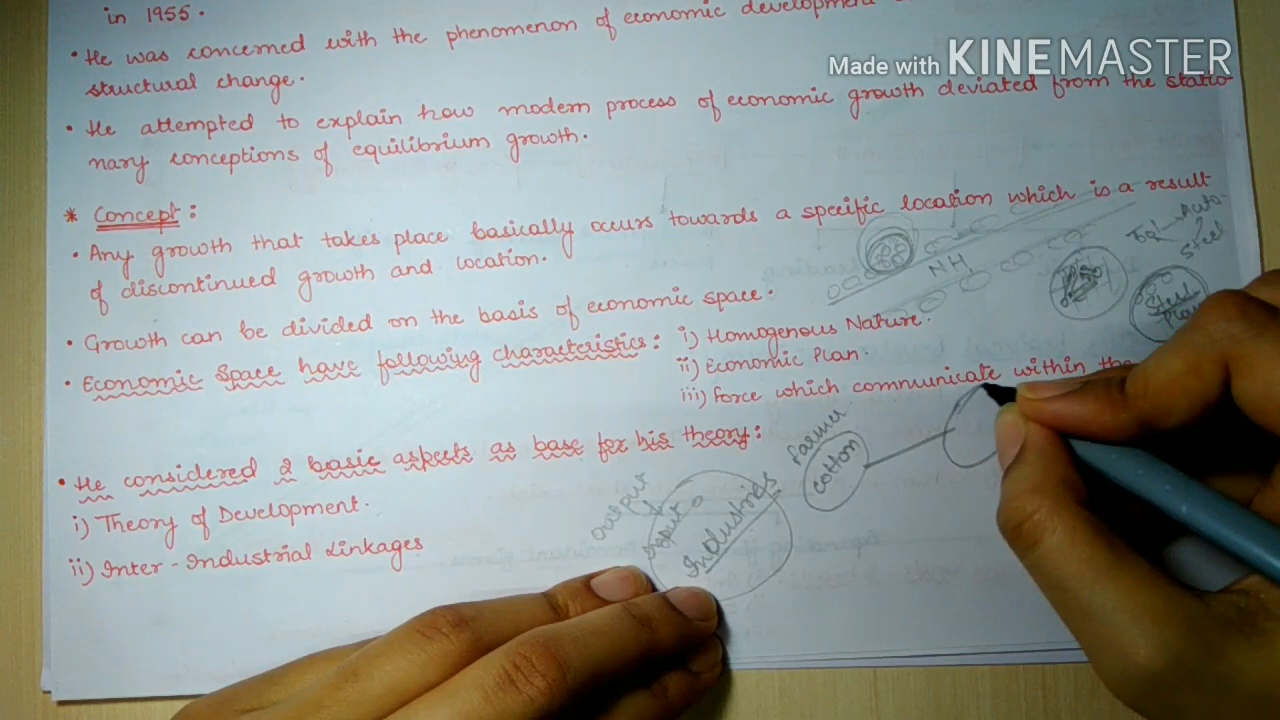 in 1955.
Made with KINEMASTER
• He was concerned with the phenomenon of economic development
structural change.
• He attempted to explain how modern process of economic growth deviated from the statio
nary conceptions of equilibrium growth.
* Concept:
• Any growth that takes place basically occurs towards a specific location which is a result
of discontinued growth and location.
NH1
Auto
Steel
Steel
• Growth can be divided on the basis of economic space.
• Economic Space have following characteristics: i) Homogenous Nature.
ii) Economic Plan.
iii) Force which communicate within the
• He considered 2 basic aspects as base for his theory:
i) Theory of Development.
ii) Inter-Industrial Linkages
Output
Input
Industries
Farmer
Cotton